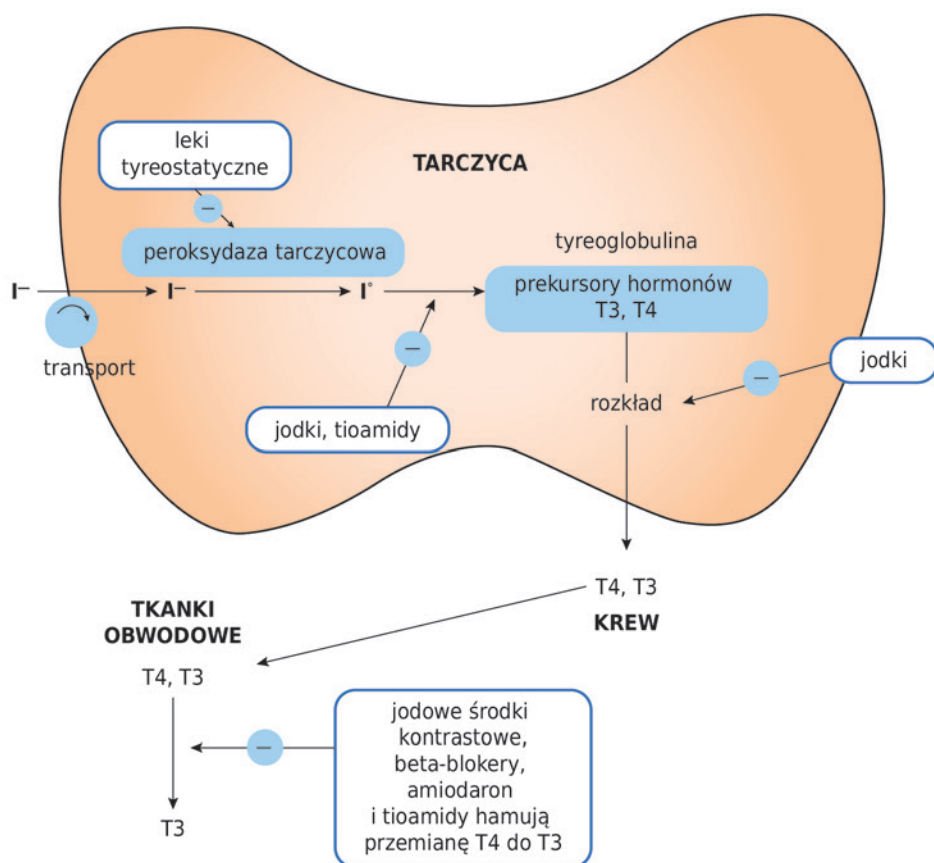 leki
tyreostatyczne
TARCZYCA
–
peroksydaza tarczycowa
tyreoglobulina
I–
I–
I°
prekursory hormonów
T3, T4
transport
–
–
jodki
rozkład
jodki, tioamidy
T4, T3
KREW
TKANKI
OBWODOWE
T4, T3
–
jodowe środki
kontrastowe,
beta-blokery,
amiodaron
i tioamidy hamują
przemianę T4 do T3
T3